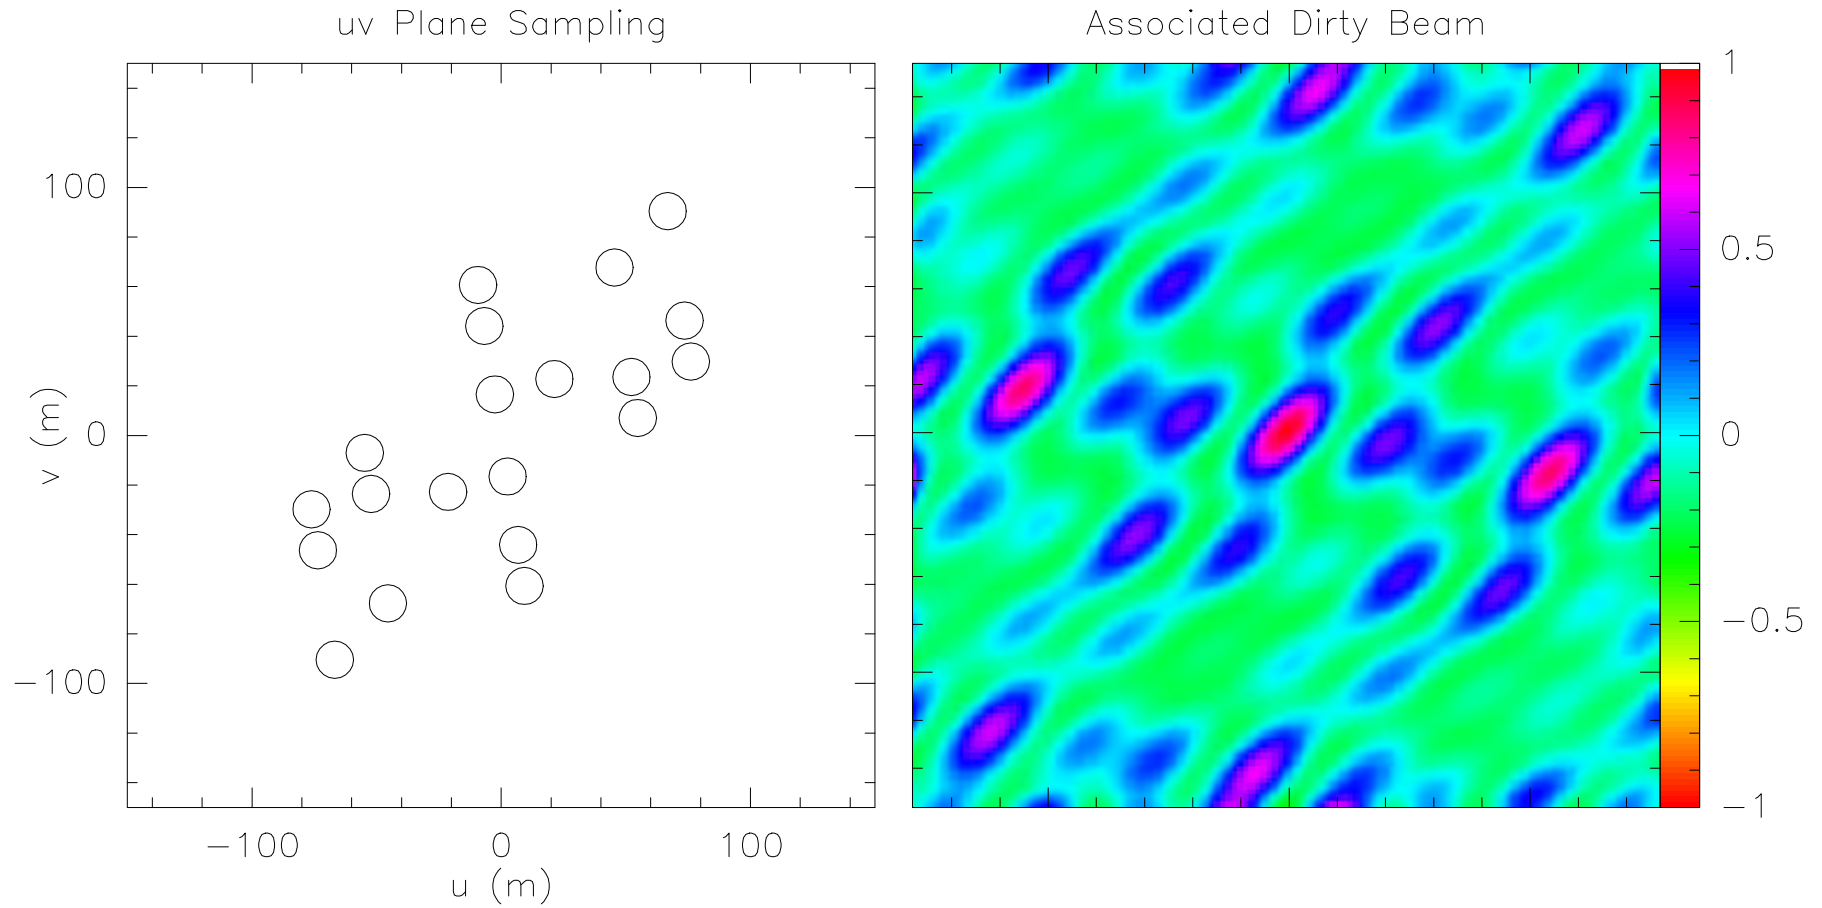 uv Plane Sampling
Associated Dirty Beam
100
0
−100
v (m)
−100 0 100
u (m)
1
0.5
0
−0.5
−1